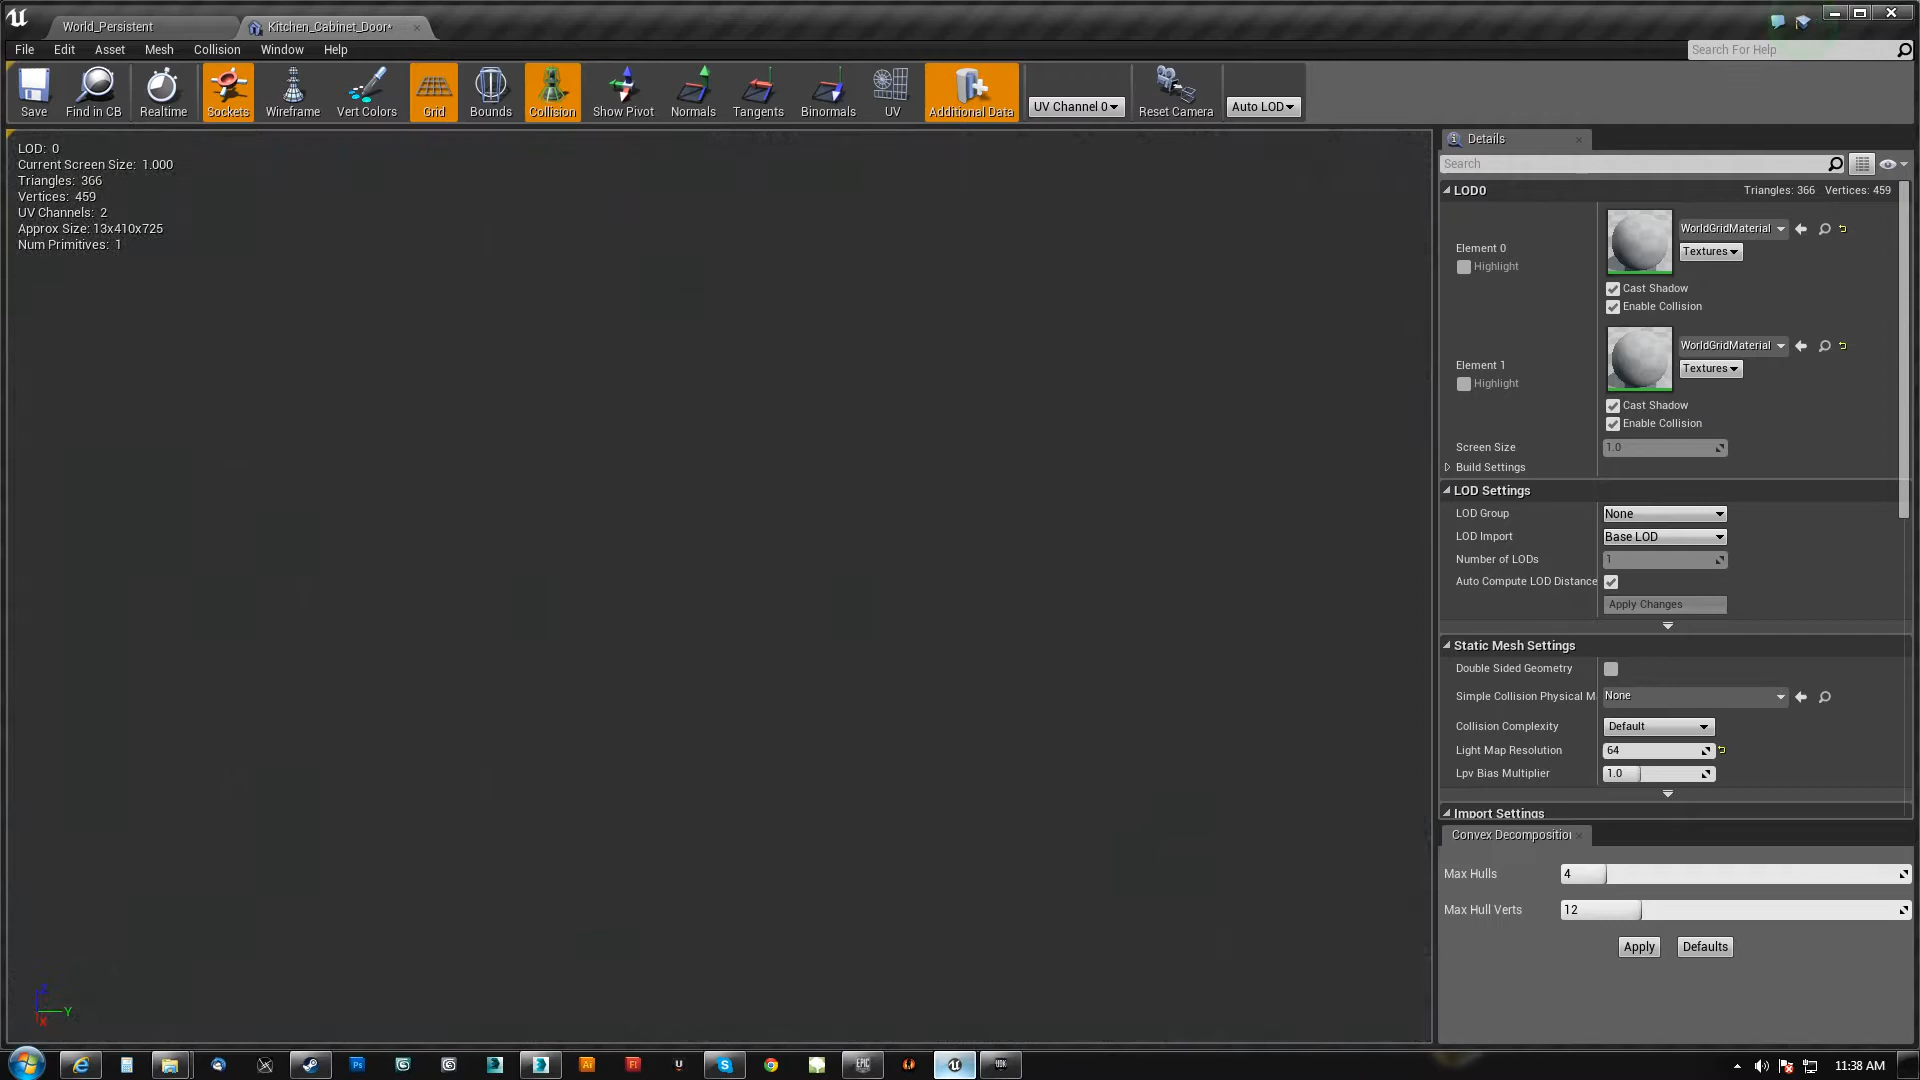 World_Persistent
Kitchen_Cabinet_Door*
File Edit Asset Mesh Collision Window Help
Search For Help
Save
Find in CB
Realtime
Sockets
Wireframe
Vert Colors
Grid
Bounds
Collision
Show Pivot
Normals
Tangents
Binormals
UV
Additional Data
UV Channel 0
Reset Camera
Auto LOD
LOD: 0
Current Screen Size: 1.000
Triangles: 366
Vertices: 459
UV Channels: 2
Approx Size: 13x410x725
Num Primitives: 1
Z
Y
X
Details
Search
LOD0 Triangles: 366 Vertices: 459
WorldGridMaterial
Element 0
Textures
Highlight
Cast Shadow
Enable Collision
WorldGridMaterial
Element 1
Textures
Highlight
Cast Shadow
Enable Collision
Screen Size 1.0
Build Settings
LOD Settings
LOD Group None
LOD Import Base LOD
Number of LODs 1
Auto Compute LOD Distance
Apply Changes
Static Mesh Settings
Double Sided Geometry
Simple Collision Physical M None
Collision Complexity Default
Light Map Resolution 64
Lpv Bias Multiplier 1.0
Import Settings
Convex Decomposition
Max Hulls 4
Max Hull Verts 12
Apply Defaults
Ps
Ai
Fl
S
EPIC
UDK
11:38 AM